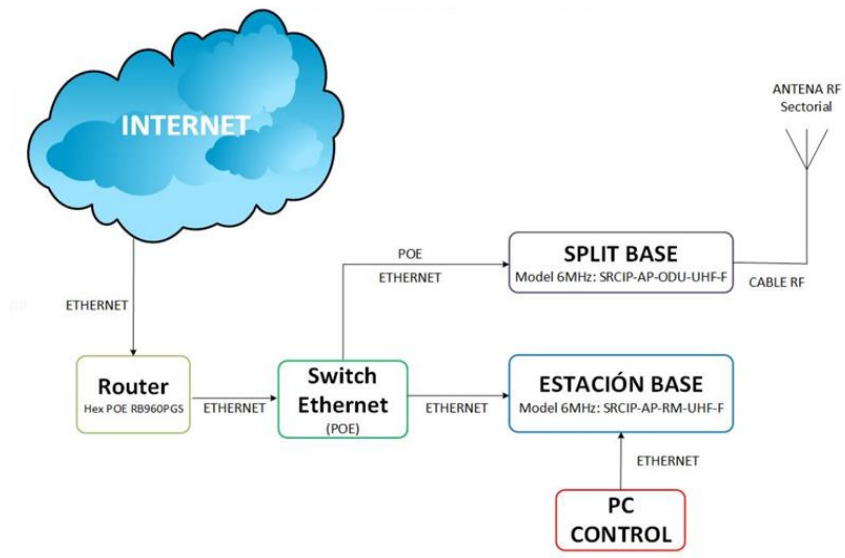 INTERNET
ANTENA RF
Sectorial
POE
ETHERNET
SPLIT BASE
Model 6MHz: SRCIP-AP-ODU-UHF-F
CABLE RF
ETHERNET
Router
Hex POE RB960PGS
ETHERNET
Switch
Ethernet
(POE)
ETHERNET
ESTACIÓN BASE
Model 6MHz: SRCIP-AP-RM-UHF-F
ETHERNET
PC
CONTROL